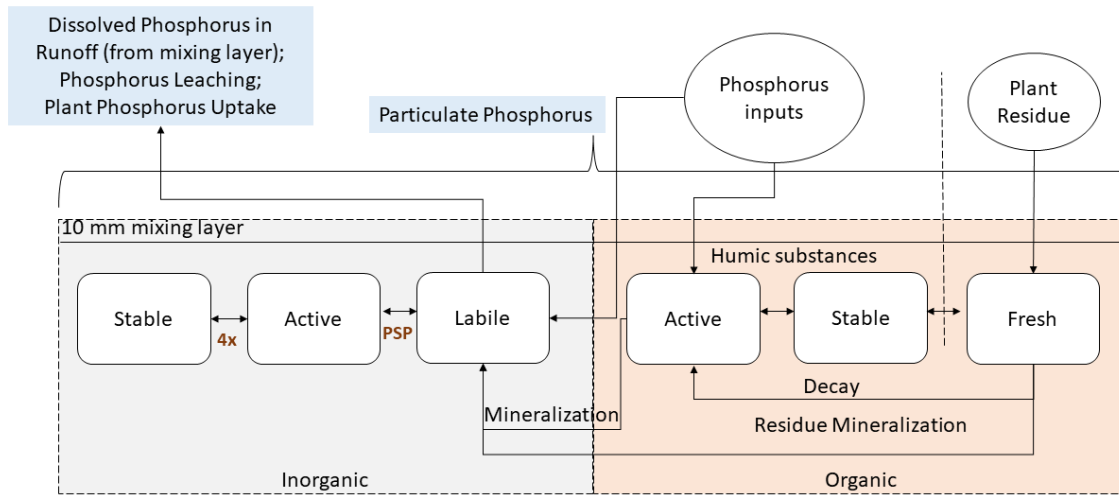 Dissolved Phosphorus in
Runoff (from mixing layer);
Phosphorus Leaching;
Plant Phosphorus Uptake
Particulate Phosphorus
Phosphorus
inputs
Plant
Residue
10 mm mixing layer
Humic substances
Stable
4x
Active
PSP
Labile
Active
Stable
Fresh
Decay
Mineralization
Residue Mineralization
Inorganic
Organic